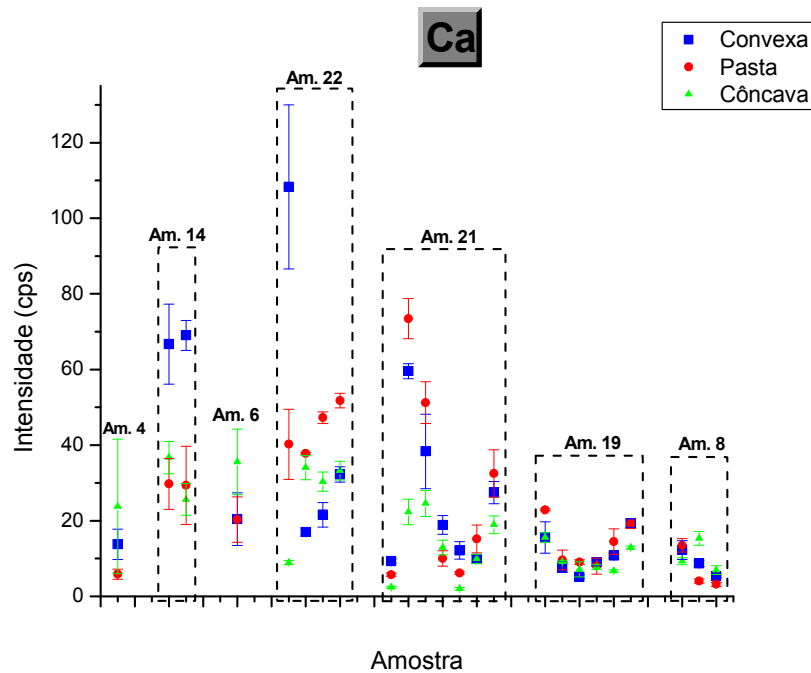 Ca
Convexa
Pasta
Côncava
Am. 22
Am. 14
Am. 21
Am. 4
Am. 6
Am. 19
Am. 8
120
100
80
60
40
20
0
Intensidade (cps)
Amostra